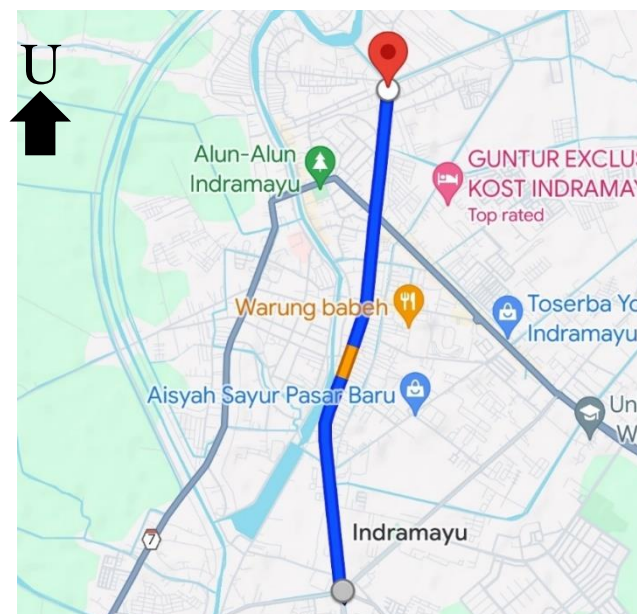 U
Alun-Alun
Indramayu
GUNTUR EXCLUS
KOST INDRAMAY
Top rated
Warung babeh
Toserba Yo
Indramayu
Aisyah Sayur Pasar Baru
Un
W
Indramayu
7